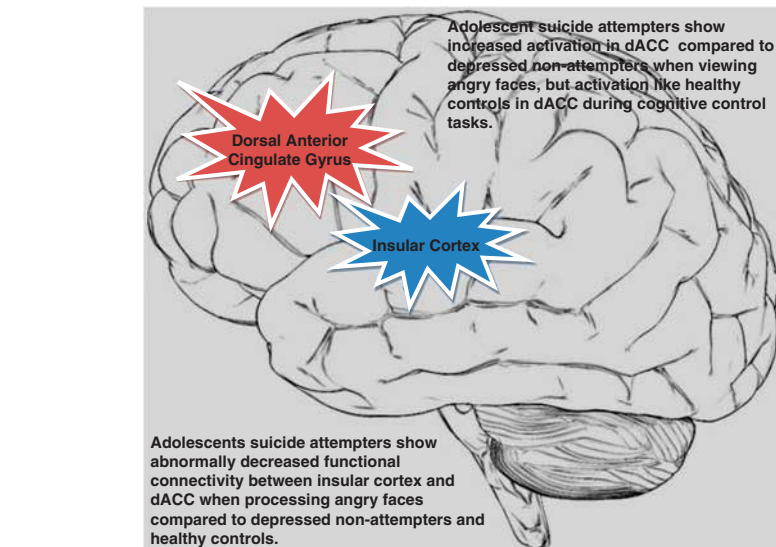 Adolescent suicide attempters show
increased activation in dACC compared to
depressed non-attempters when viewing
angry faces, but activation like healthy
controls in dACC during cognitive control
tasks.
Dorsal Anterior
Cingulate Gyrus
Insular Cortex
Adolescents suicide attempters show
abnormally decreased functional
connectivity between insular cortex and
dACC when processing angry faces
compared to depressed non-attempters and
healthy controls.